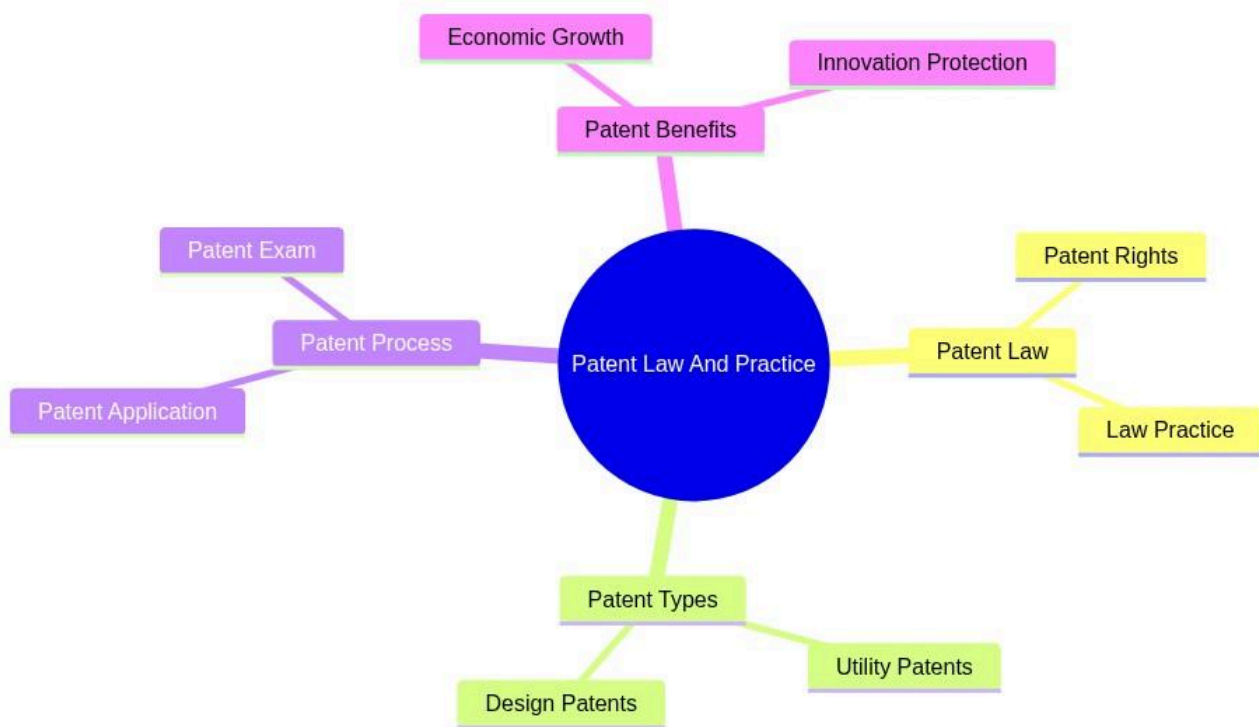 Economic Growth
Innovation Protection
Patent Benefits
Patent Exam
Patent Rights
Patent Process
Patent Law And Practice
Patent Law
Patent Application
Law Practice
Patent Types
Utility Patents
Design Patents